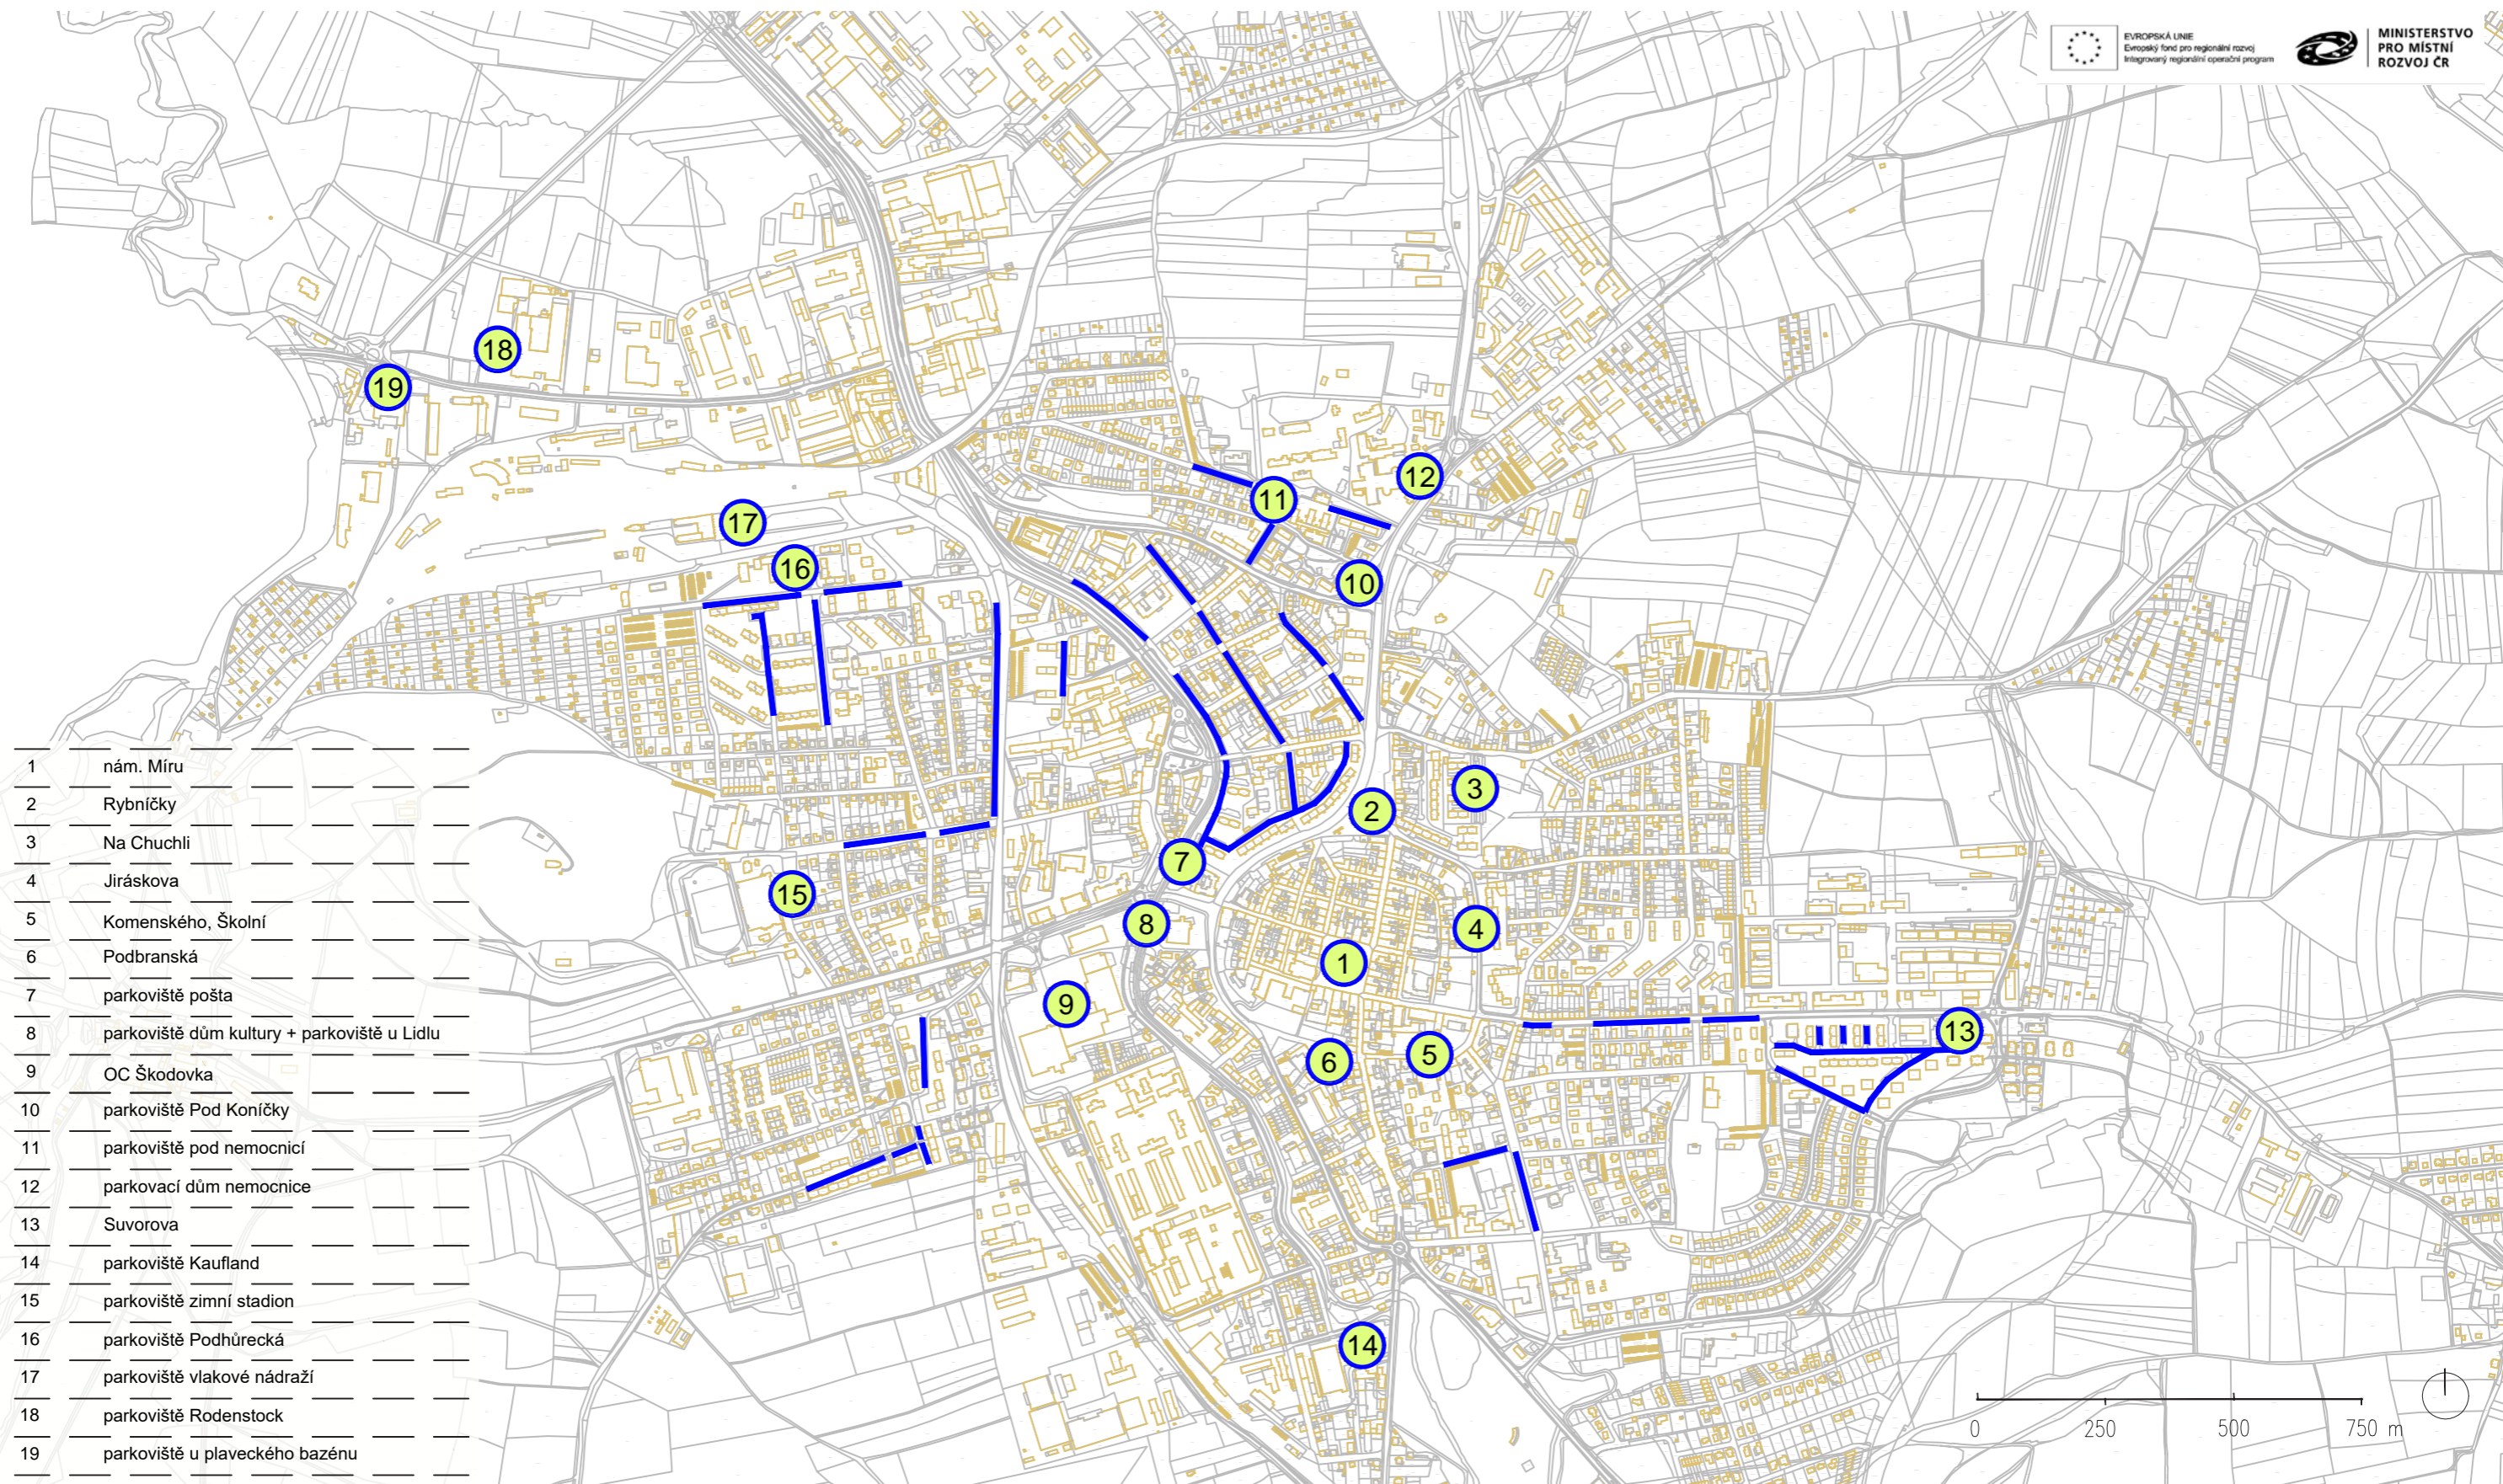 EVROPSKÁ UNIE
Evropský fond pro regionální rozvoj
Integrovaný regionální operační program
MINISTERSTVO
PRO MÍSTNÍ
ROZVOJ ČR
18
19
12
11
17
16
10
3
2
7
15
8
4
1
9
13
5
6
14
1 nám. Míru
2 Rybníčky
3 Na Chuchli
4 Jiráskova
5 Komenského, Školní
6 Podbranská
7 parkoviště pošta
8 parkoviště dům kultury + parkoviště u Lidlu
9 OC Škodovka
10 parkoviště Pod Koníčky
11 parkoviště pod nemocnicí
12 parkovací dům nemocnice
13 Suvorova
14 parkoviště Kaufland
15 parkoviště zimní stadion
16 parkoviště Podhůrecká
17 parkoviště vlakové nádraží
18 parkoviště Rodenstock
19 parkoviště u plaveckého bazénu
0 250 500 750 m